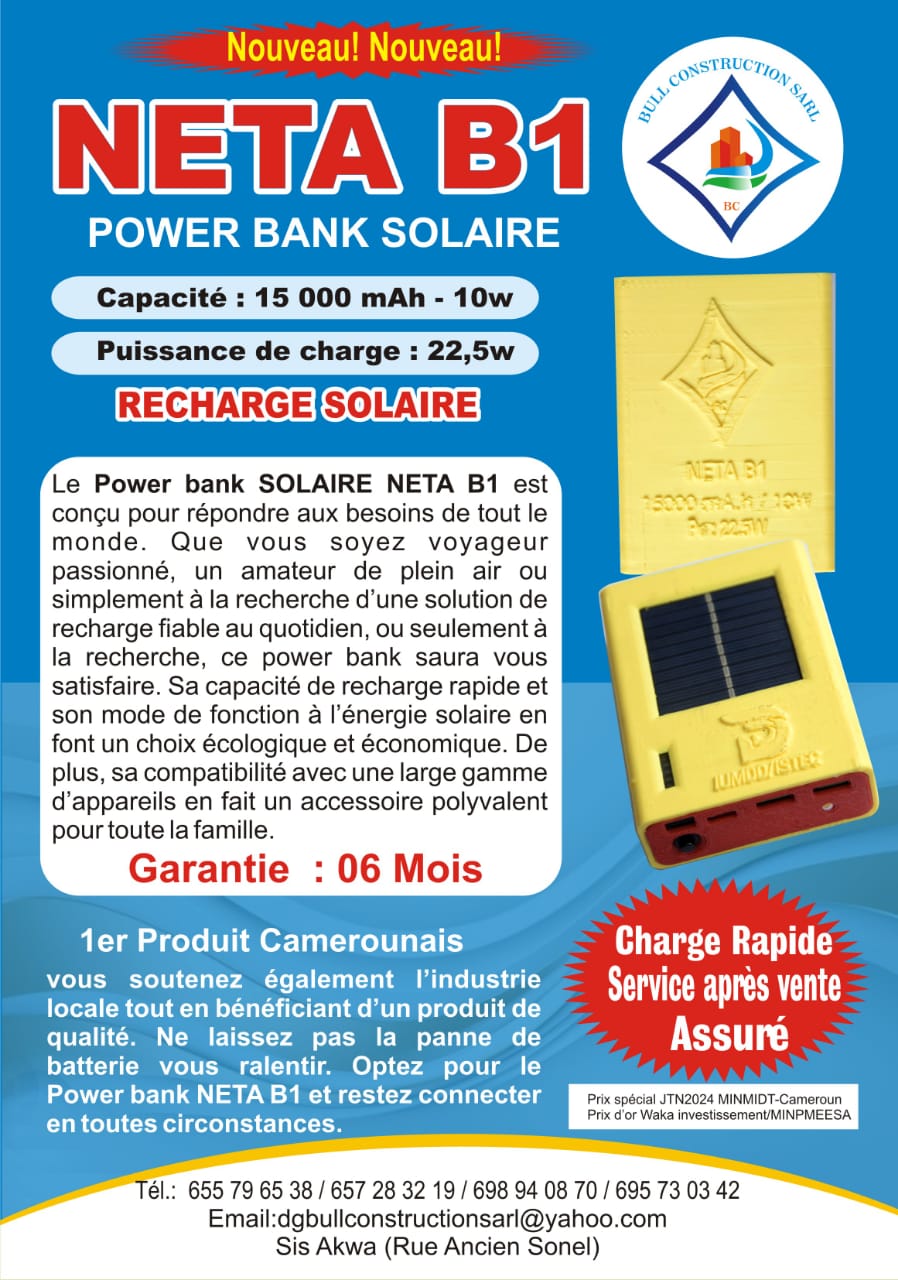 Nouveau! Nouveau!
NETA B1
POWER BANK SOLAIRE
BULL CONSTRUCTION SARL
BC
Capacité : 15 000 mAh - 10w
Puissance de charge : 22,5w
RECHARGE SOLAIRE
NETA B1
15000 mA.h / 10W
22.5W
Le Power bank SOLAIRE NETA B1 est
conçu pour répondre aux besoins de tout le
monde. Que vous soyez voyageur
passionné, un amateur de plein air ou
simplement à la recherche d'une solution de
recharge fiable au quotidien, ou seulement à
la recherche, ce power bank saura vous
satisfaire. Sa capacité de recharge rapide et
son mode de fonction à l'énergie solaire en
font un choix écologique et économique. De
plus, sa compatibilité avec une large gamme
d'appareils en fait un accessoire polyvalent
pour toute la famille.
Garantie : 06 Mois
IUMDD/ISTEQ
1er Produit Camerounais
vous soutenez également l'industrie
locale tout en bénéficiant d'un produit de
qualité. Ne laissez pas la panne de
batterie vous ralentir. Optez pour le
Power bank NETA B1 et restez connecter
en toutes circonstances.
Charge Rapide
Service après vente
Assuré
Prix spécial JTN2024 MINMIDT-Cameroun
Prix d'or Waka investissement/MINPMEESA
Tél.: 655 79 65 38 / 657 28 32 19 / 698 94 08 70 / 695 73 03 42
Email:dgbullconstructionsarl@yahoo.com
Sis Akwa (Rue Ancien Sonel)